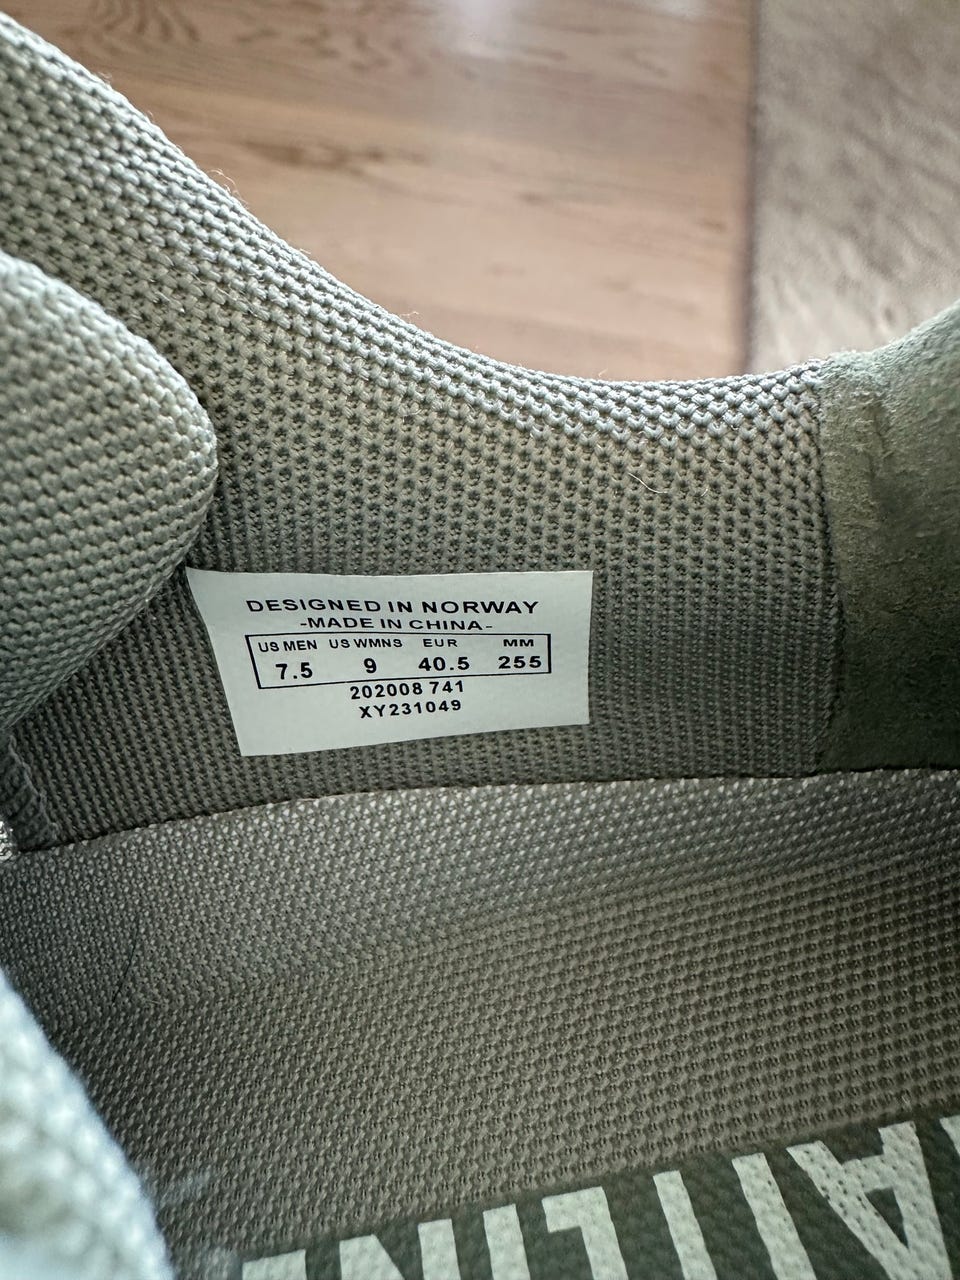 DESIGNED IN NORWAY
-MADE IN CHINA-
US MEN US WMNS EUR MM
7.5 9 40.5 255
202008 741
XY231049